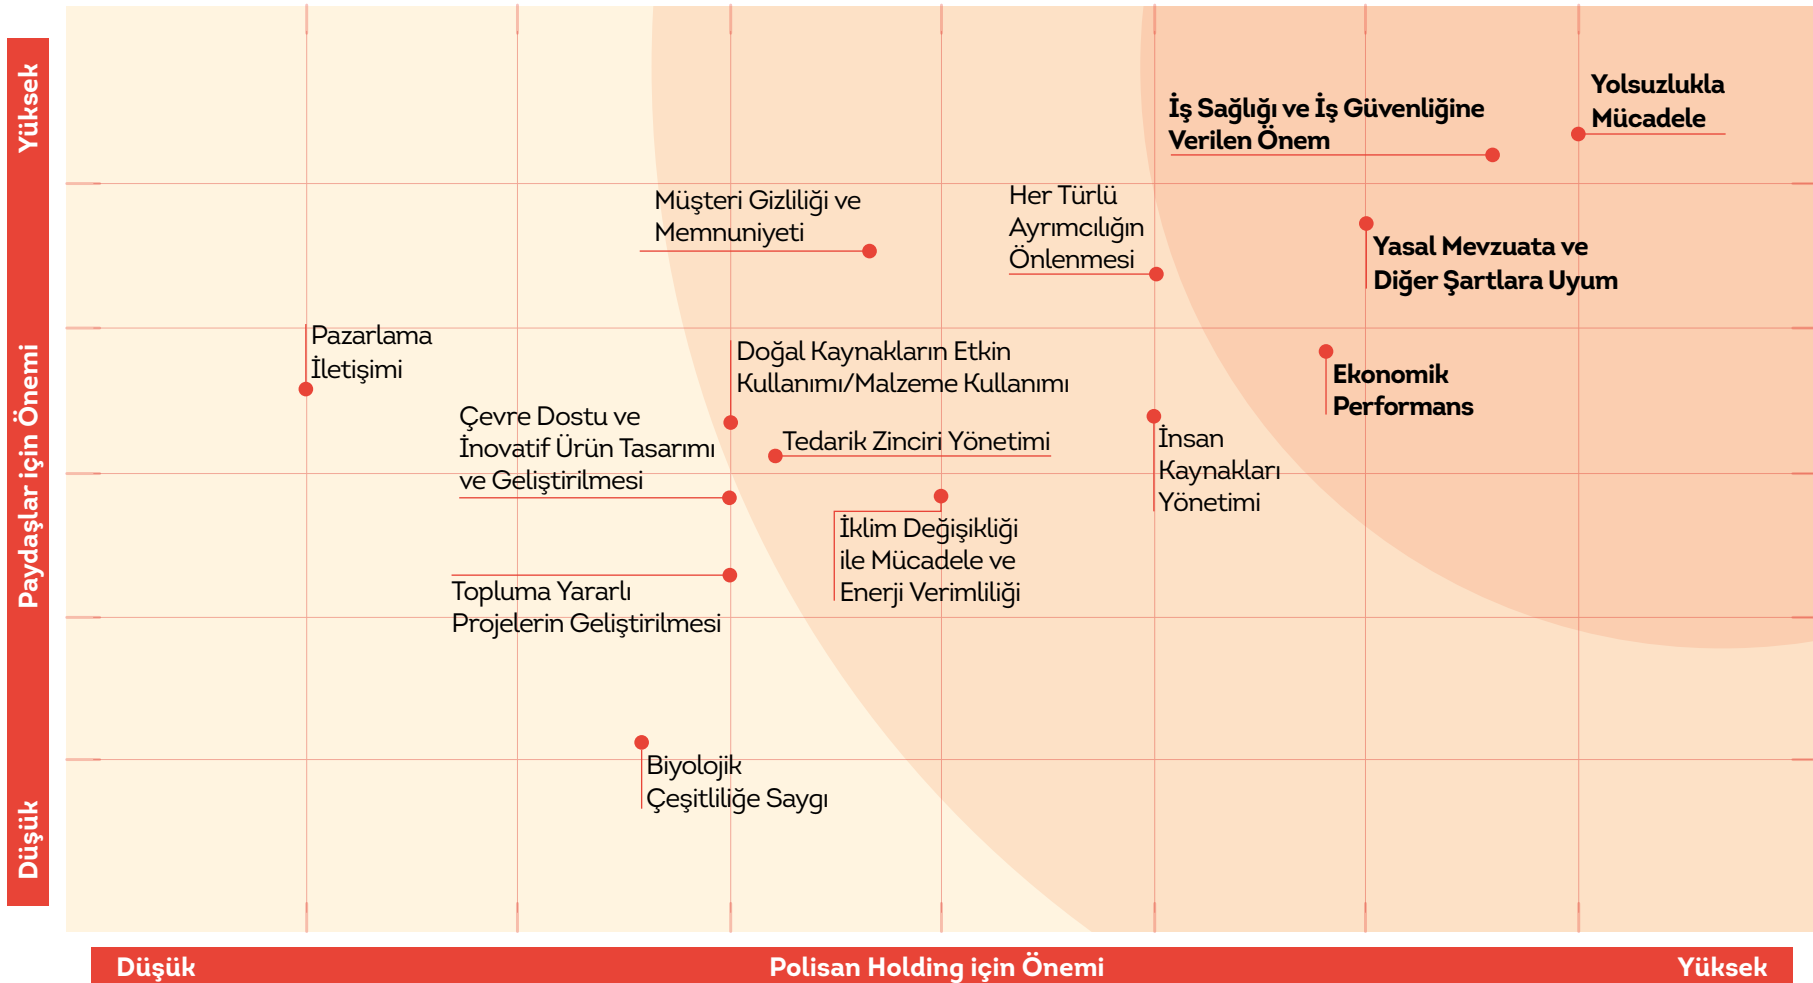 Yüksek
Paydaşlar için Önemi
Düşük
Yolsuzlukla
Mücadele
İş Sağlığı ve İş Güvenliğine
Verilen Önem
Müşteri Gizliliği ve
Memnuniyeti
Her Türlü
Ayrımcılığın
Önlenmesi
Yasal Mevzuata ve
Diğer Şartlara Uyum
Pazarlama
İletişimi
Doğal Kaynakların Etkin
Kullanımı/Malzeme Kullanımı
Ekonomik
Performans
Çevre Dostu ve
İnovatif Ürün Tasarımı
ve Geliştirilmesi
Tedarik Zinciri Yönetimi
İnsan
Kaynakları
Yönetimi
İklim Değişikliği
ile Mücadele ve
Enerji Verimliliği
Topluma Yararlı
Projelerin Geliştirilmesi
Biyolojik
Çeşitliliğe Saygı
Düşük
Polisan Holding için Önemi
Yüksek